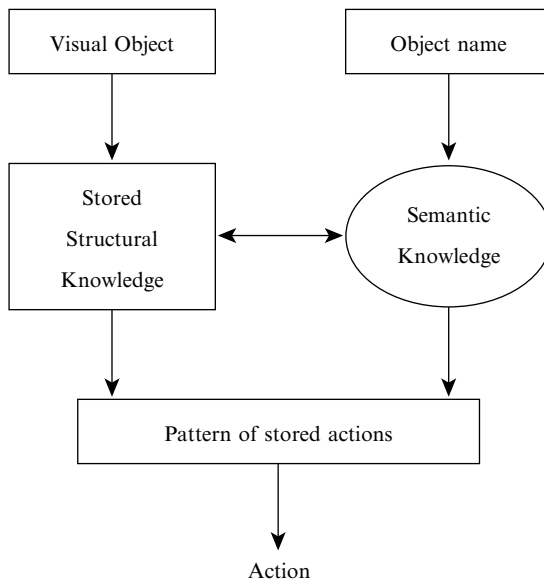 Visual Object
Object name
Stored
Structural
Knowledge
Semantic
Knowledge
Pattern of stored actions
Action